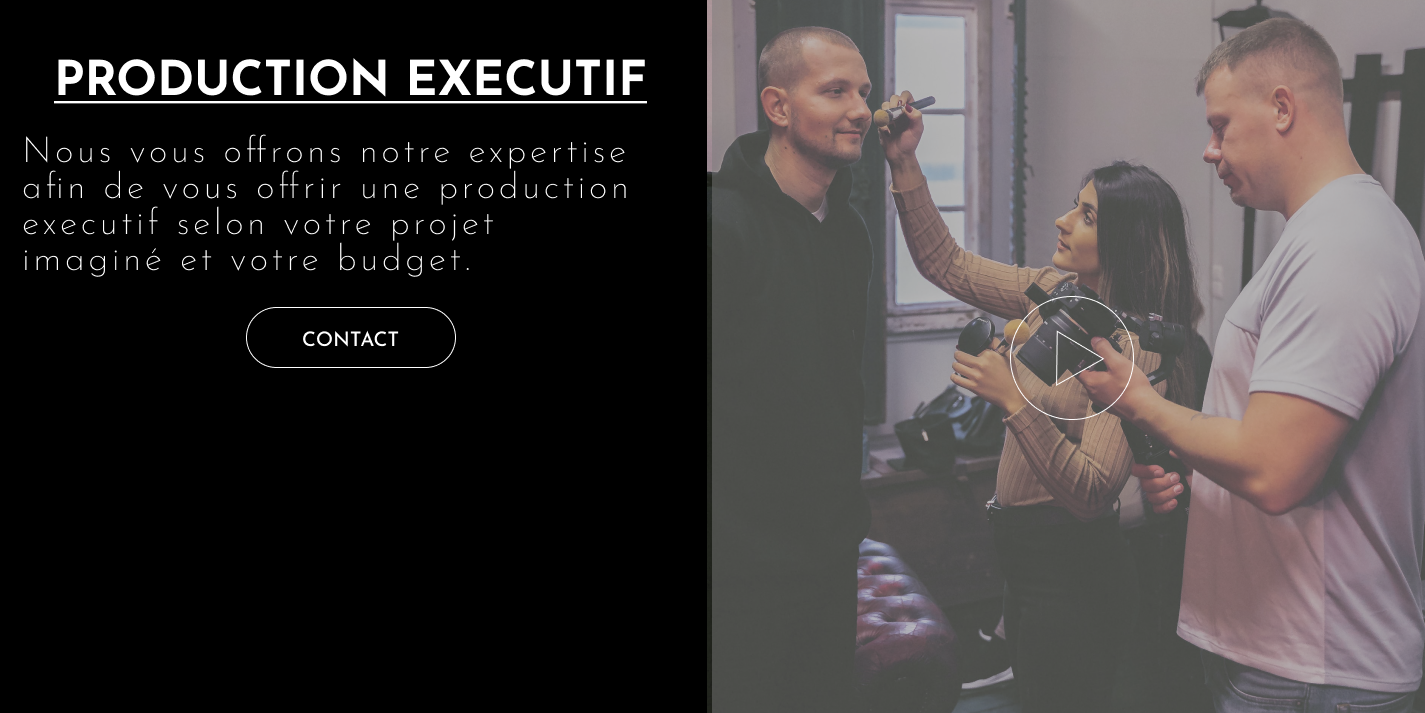 PRODUCTION EXECUTIF
Nous vous offrons notre expertise
afin de vous offrir une production
executif selon votre projet
imaginé et votre budget.
CONTACT